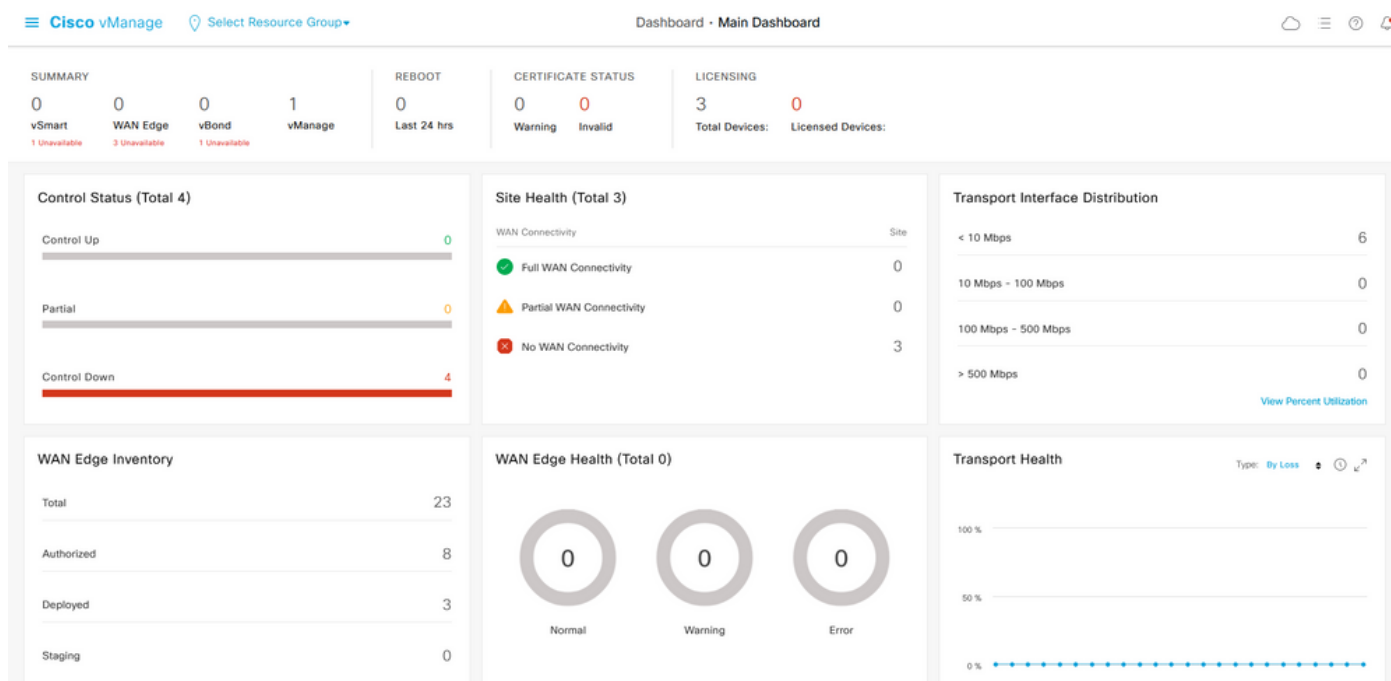 Cisco vManage Select Resource Group▾ Dashboard · Main Dashboard
SUMMARY REBOOT CERTIFICATE STATUS LICENSING
0 0 0 1 0 0 0 3 0
vSmart WAN Edge vBond vManage Last 24 hrs Warning Invalid Total Devices: Licensed Devices:
1 Unavailable 3 Unavailable 1 Unavailable
Control Status (Total 4)
Control Up 0
Partial 0
Control Down 4
Site Health (Total 3)
WAN Connectivity Site
Full WAN Connectivity 0
Partial WAN Connectivity 0
No WAN Connectivity 3
Transport Interface Distribution
< 10 Mbps 6
10 Mbps - 100 Mbps 0
100 Mbps - 500 Mbps 0
> 500 Mbps 0
View Percent Utilization
WAN Edge Inventory
Total 23
Authorized 8
Deployed 3
Staging 0
WAN Edge Health (Total 0)
0 0 0
Normal Warning Error
Transport Health Type: By Loss
100 %
50 %
0 %